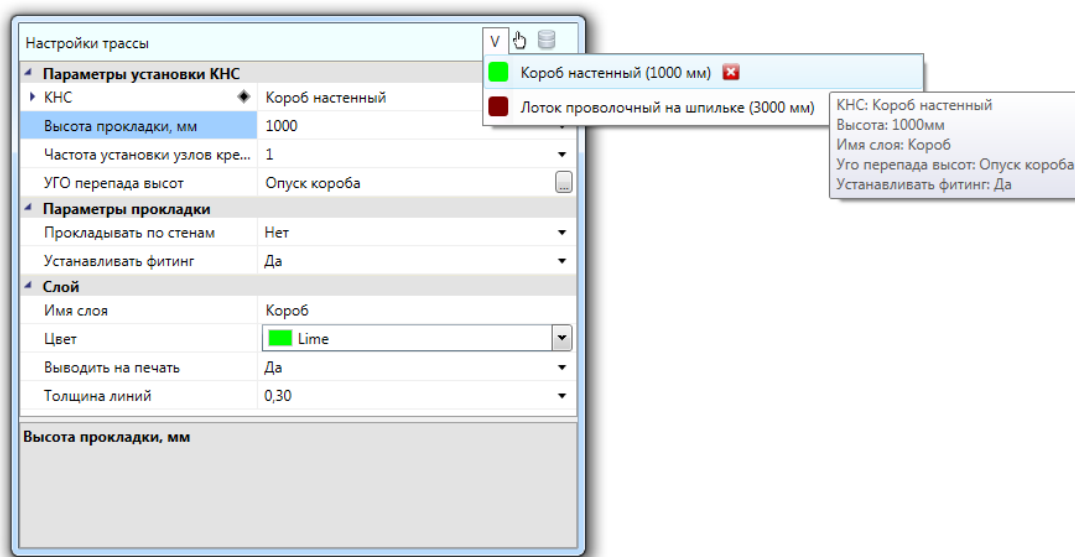 Настройки трассы
V
Параметры установки КНС
КНС Короб настенный
Высота прокладки, мм 1000
Частота установки узлов кре... 1
УГО перепада высот Опуск короба ...
Параметры прокладки
Прокладывать по стенам Нет
Устанавливать фитинг Да
Слой
Имя слоя Короб
Цвет Lime
Выводить на печать Да
Толщина линий 0,30
Высота прокладки, мм
Короб настенный (1000 мм)
Лоток проволочный на шпильке (3000 мм)
КНС: Короб настенный
Высота: 1000мм
Имя слоя: Короб
Уго перепада высот: Опуск короба
Устанавливать фитинг: Да